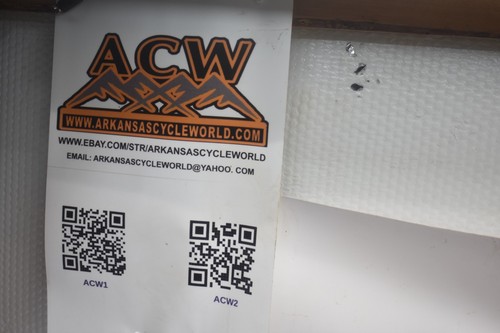 ACW
WWW.ARKANSASCYCLEWORLD.COM
WWW.EBAY.COM/STR/ARKANSASCYCLEWORLD
EMAIL: ARKANSASCYCLEWORLD@YAHOO. COM
ACW1
ACW2